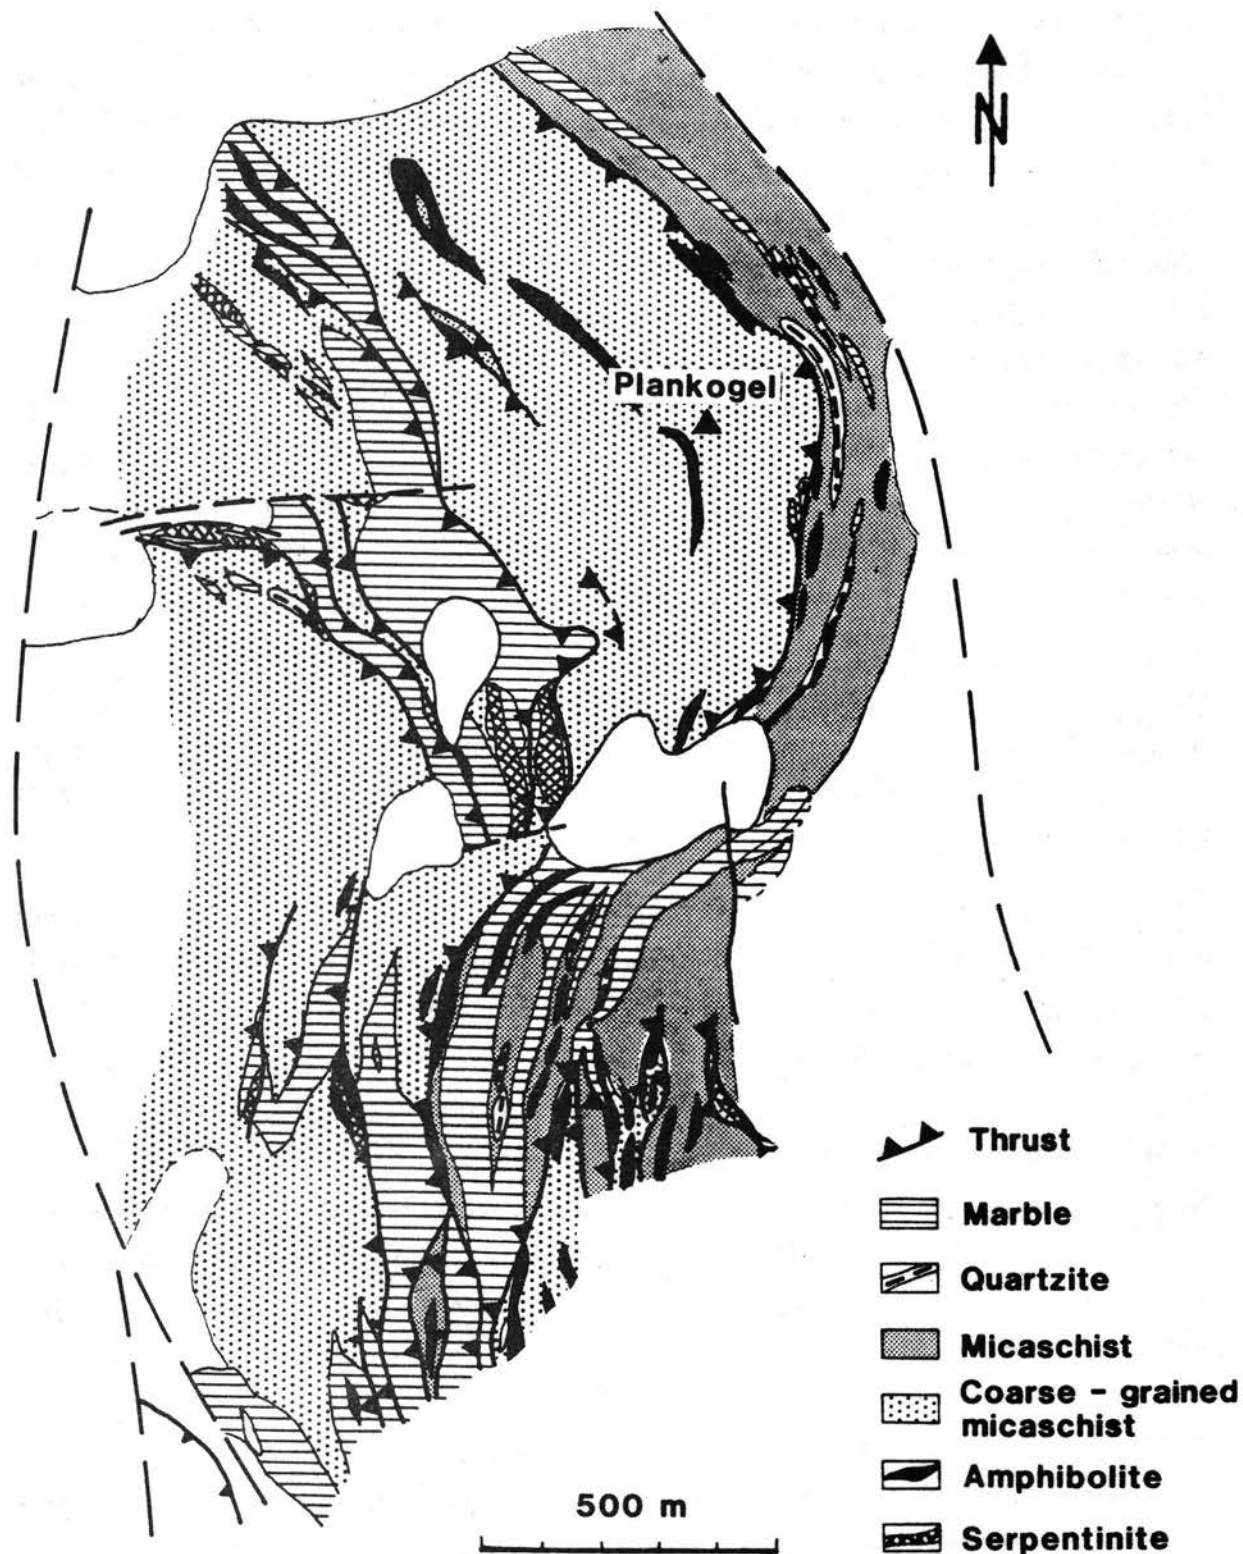 N
Plankogel
Thrust
Marble
Quartzite
Micaschist
Coarse - grained
micaschist
Amphibolite
500 m
Serpentinite